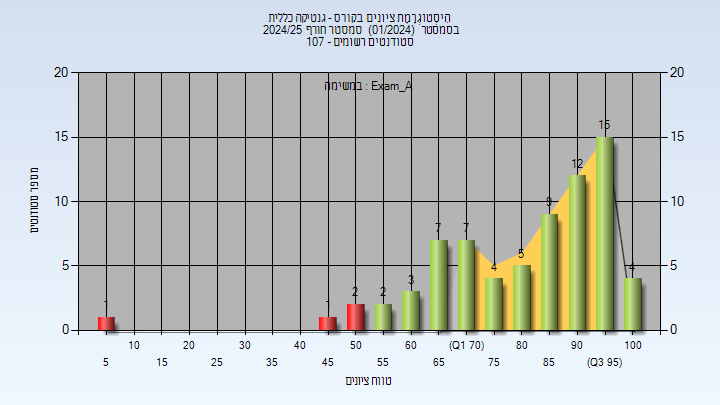 היסטוגרמת ציונים בקורס - גנטיקה כללית
בסמסטר (01/2024) סמסטר חורף 2024/25
סטודנטים רשומים - 107
במשימה : Exam_A
מספר סטודנטים
20 20
15 15
10 10
5 5
0 0
1 1 2 2 3 7 7 4 5 9 12 15 4
10 20 30 40 50 60 (Q1 70) 80 90 100
5 15 25 35 45 55 65 75 85 (Q3 95)
טווח ציונים